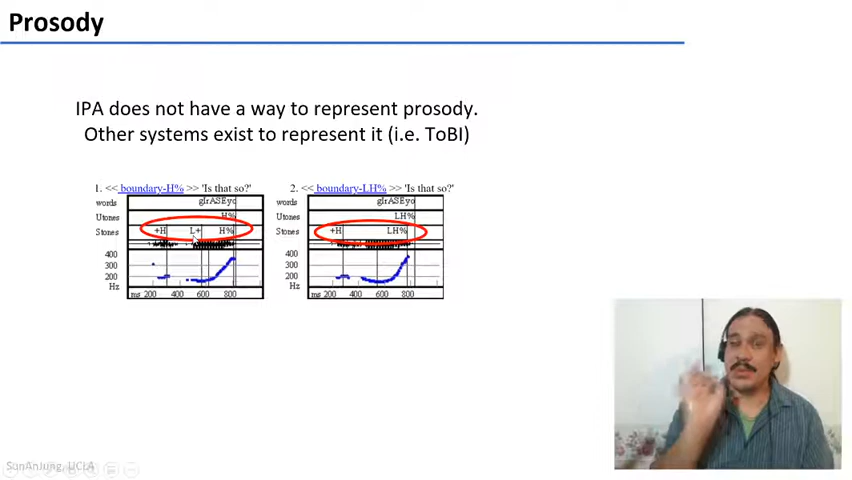 Prosody
IPA does not have a way to represent prosody.
Other systems exist to represent it (i.e. ToBI)
1. << boundary-H% >> 'Is that so?'
words gIrASEyo
Utones H%
Stones +H L+ H%
400
300
200
Hz
ms 200 400 600 800
2. << boundary-LH% >> 'Is that so?'
words gIrASEyo
Utones LH%
Stones +H LH%
400
300
200
Hz
ms 200 400 600 800
SunAnJung, UCLA